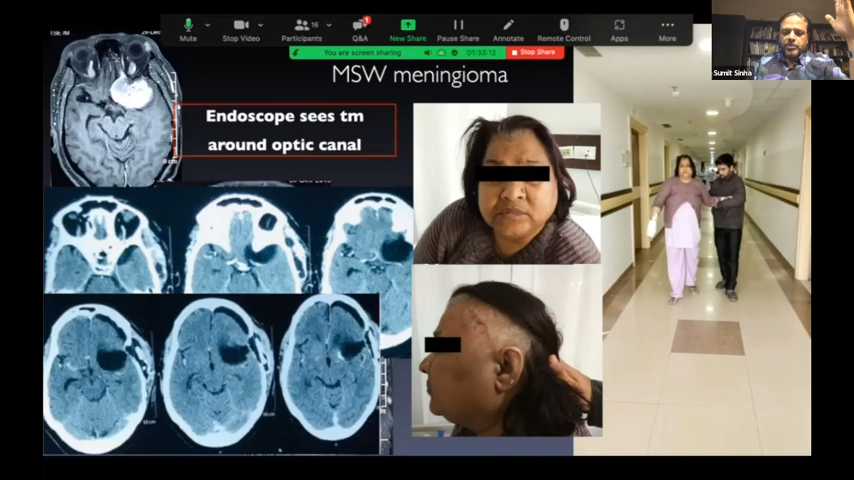 16
1
Mute
Stop Video
Participants
Q&A
New Share
Pause Share
Annotate
Remote Control
Apps
More
You are screen sharing
01:33:12
Stop Share
Sumit Sinha
MSW meningioma
Endoscope sees tm
around optic canal